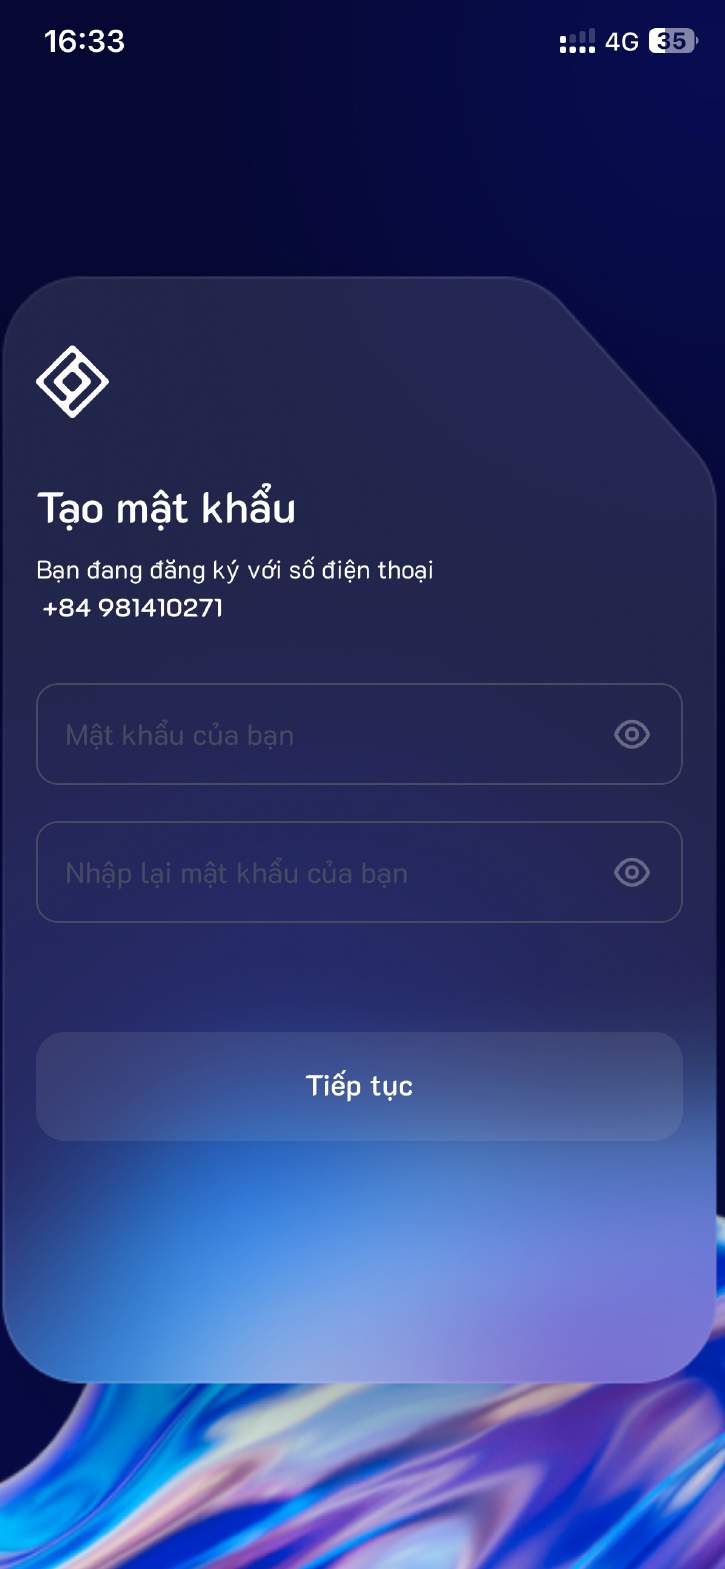 16:33
4G 35
Tạo mật khẩu
Bạn đang đăng ký với số điện thoại
+84 981410271
Mật khẩu của bạn
Nhập lại mật khẩu của bạn
Tiếp tục